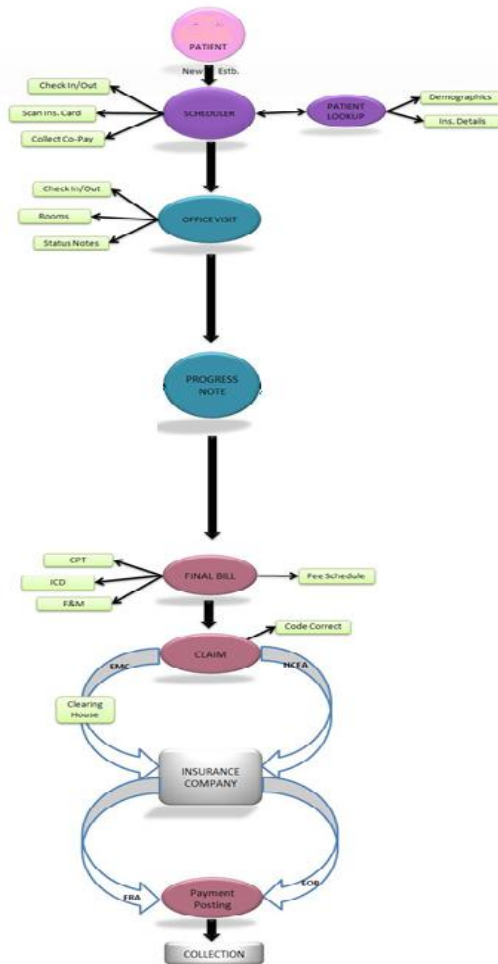 PATIENT
New Estb.
Check In/Out
Scan Ins. Card
Collect Co-Pay
SCHEDULER
PATIENT
LOOKUP
Demographics
Ins. Details
Check In/Out
Rooms
Status Notes
OFFICE VISIT
PROGRESS
NOTE
CPT
ICD
E&M
FINAL BILL
Fee Schedule
Code Correct
CLAIM
EMC
HCFA
Clearing
House
INSURANCE
COMPANY
ERA
EOB
Payment
Posting
COLLECTION